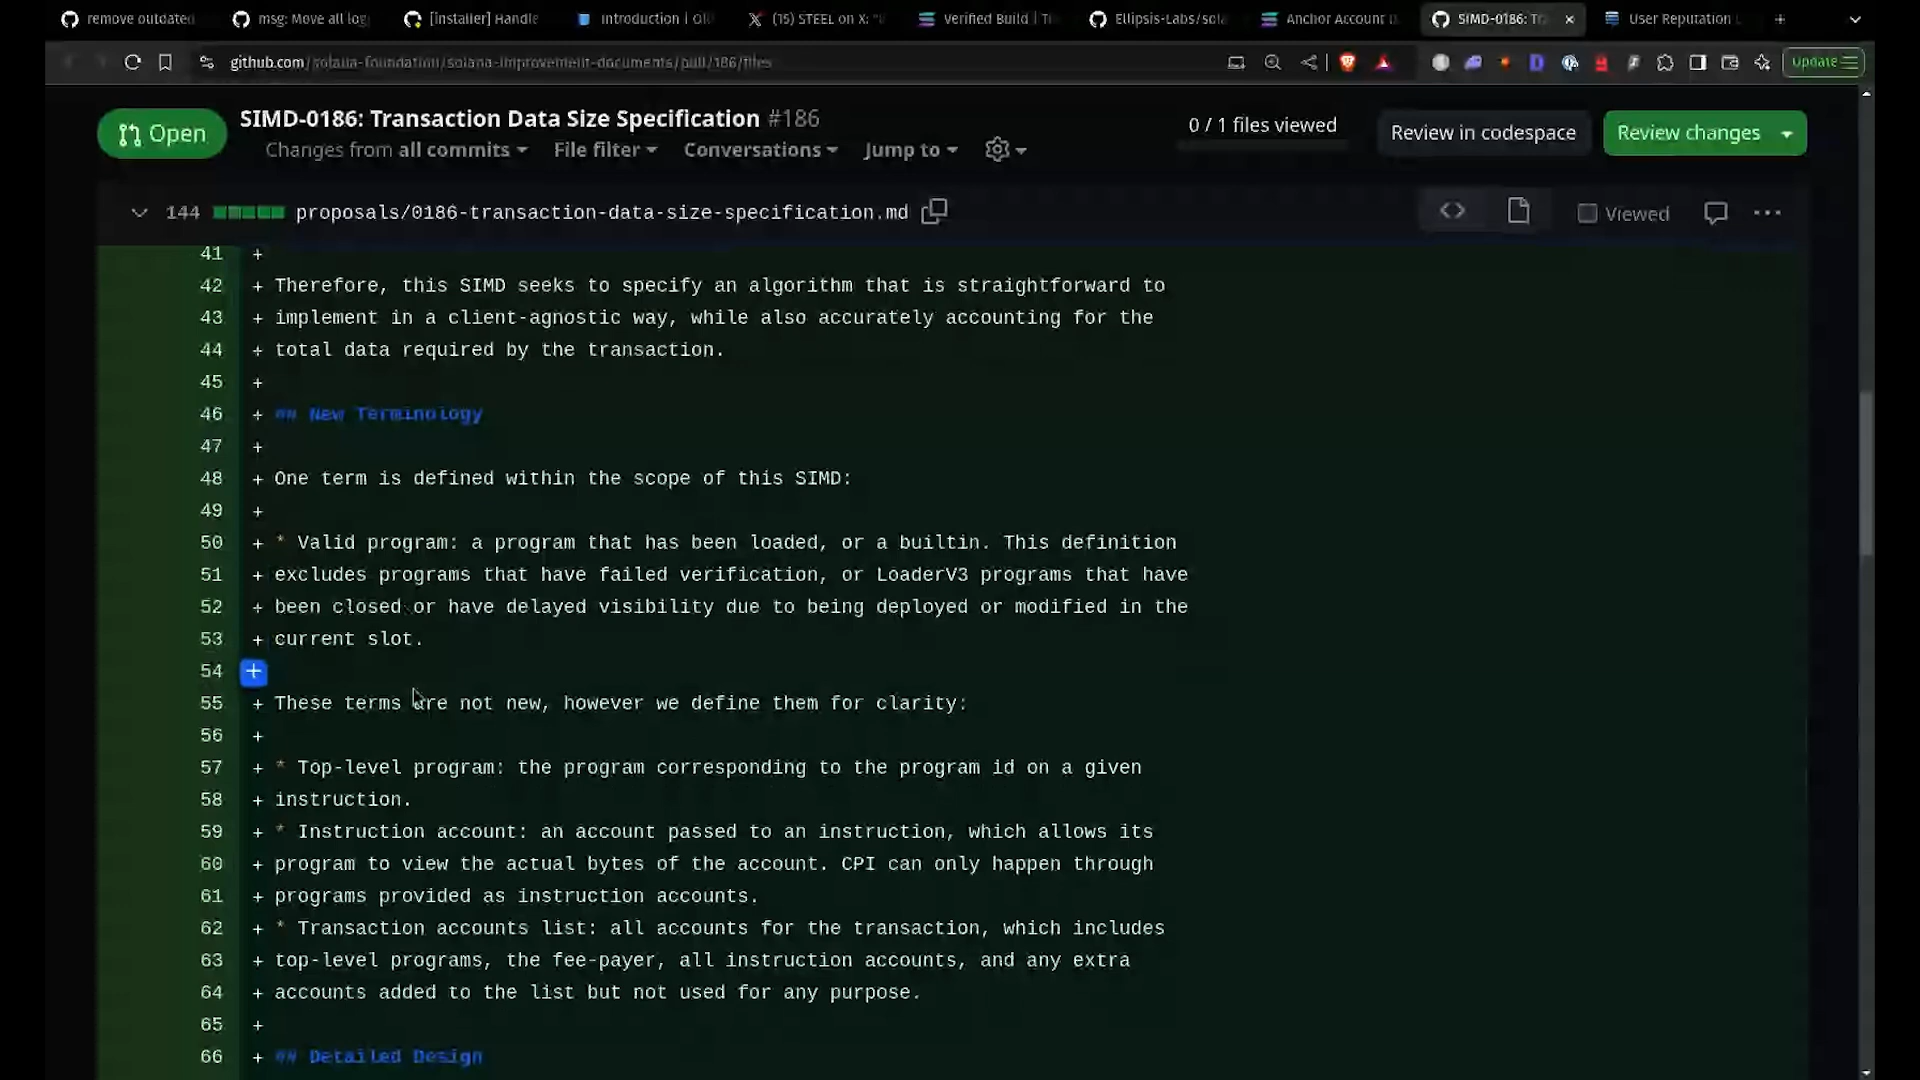 remove outdated
msg: Move all log
[installer] Handle
Introduction |
(15) STEEL on X: "
Verified Build | T
Ellipsis-Labs/sol
Anchor Account D
SIMD-0186: T
User Reputation
github.com/solana-foundation/solana-improvement-documents/pull/186/files
Update
Open
SIMD-0186: Transaction Data Size Specification #186
Changes from all commits File filter Conversations Jump to
0 / 1 files viewed
Review in codespace
Review changes
144 proposals/0186-transaction-data-size-specification.md
Viewed
41 +
42 + Therefore, this SIMD seeks to specify an algorithm that is straightforward to
43 + implement in a client-agnostic way, while also accurately accounting for the
44 + total data required by the transaction.
45 +
46 + ## New Terminology
47 +
48 + One term is defined within the scope of this SIMD:
49 +
50 + * Valid program: a program that has been loaded, or a builtin. This definition
51 + excludes programs that have failed verification, or LoaderV3 programs that have
52 + been closed or have delayed visibility due to being deployed or modified in the
53 + current slot.
54 +
55 + These terms are not new, however we define them for clarity:
56 +
57 + * Top-level program: the program corresponding to the program id on a given
58 + instruction.
59 + * Instruction account: an account passed to an instruction, which allows its
60 + program to view the actual bytes of the account. CPI can only happen through
61 + programs provided as instruction accounts.
62 + * Transaction accounts list: all accounts for the transaction, which includes
63 + top-level programs, the fee-payer, all instruction accounts, and any extra
64 + accounts added to the list but not used for any purpose.
65 +
66 + ## Detailed Design